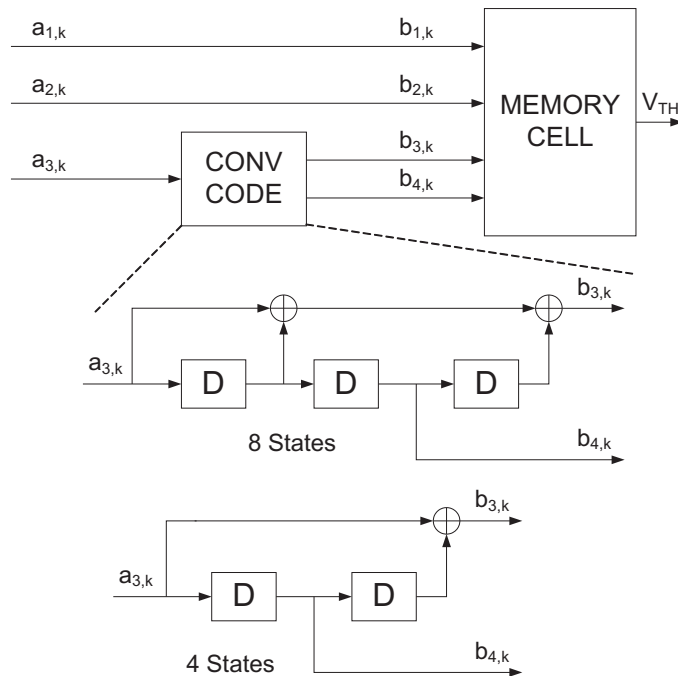 a1,k b1,k
a2,k b2,k
MEMORY CELL
VTH
a3,k
CONV CODE
b3,k
b4,k
b3,k
a3,k
D D D
8 States
b4,k
b3,k
a3,k
D D
4 States
b4,k